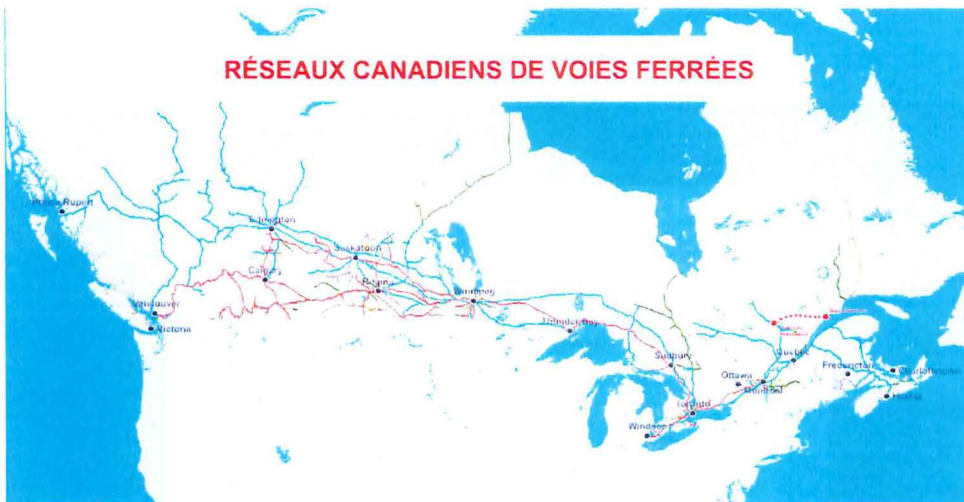 RÉSEAUX CANADIENS DE VOIES FERRÉES
Prince Rupert
Edmonton
Saskatoon
Calgary
Regina
Winnipeg
Vancouver
Victoria
Thunder Bay
Sudbury
Ottawa
Montréal
Québec
Toronto
Windsor
Fredericton
Charlottetown
Halifax